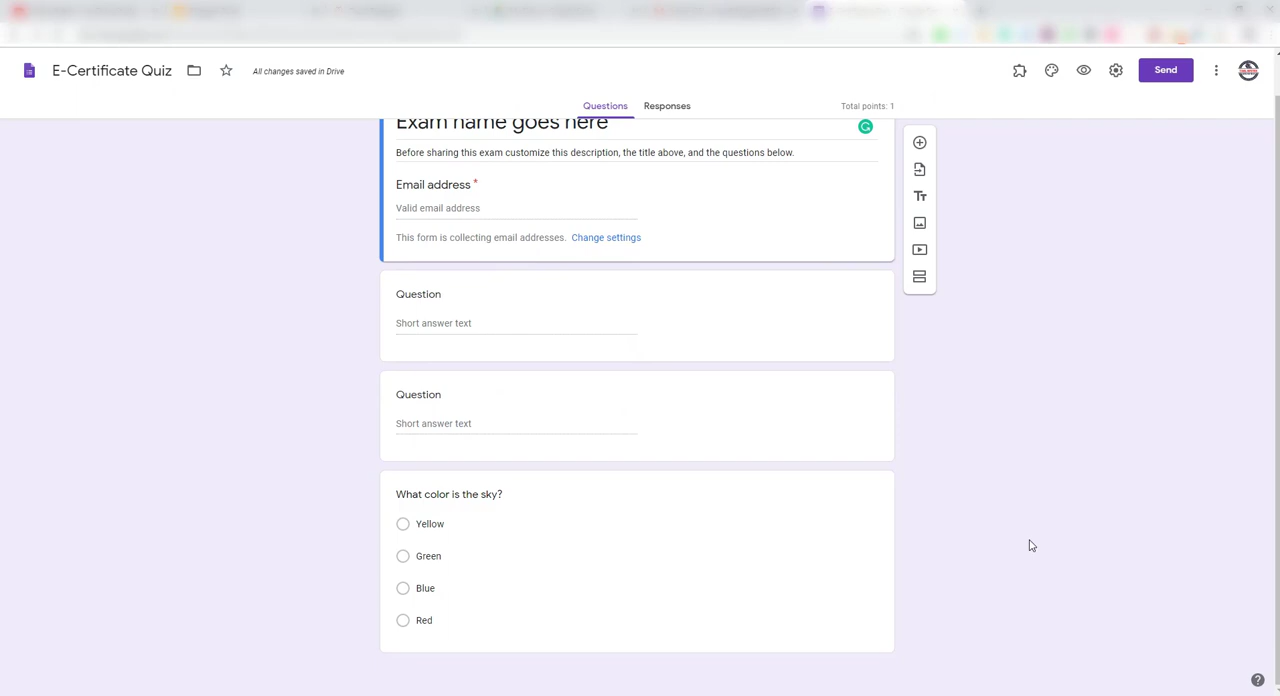 E-Certificate Quiz
All changes saved in Drive
Send
Questions
Responses
Total points: 1
Exam name goes here
Before sharing this exam customize this description, the title above, and the questions below.
Email address *
Valid email address
This form is collecting email addresses. Change settings
Question
Short answer text
Question
Short answer text
What color is the sky?
Yellow
Green
Blue
Red